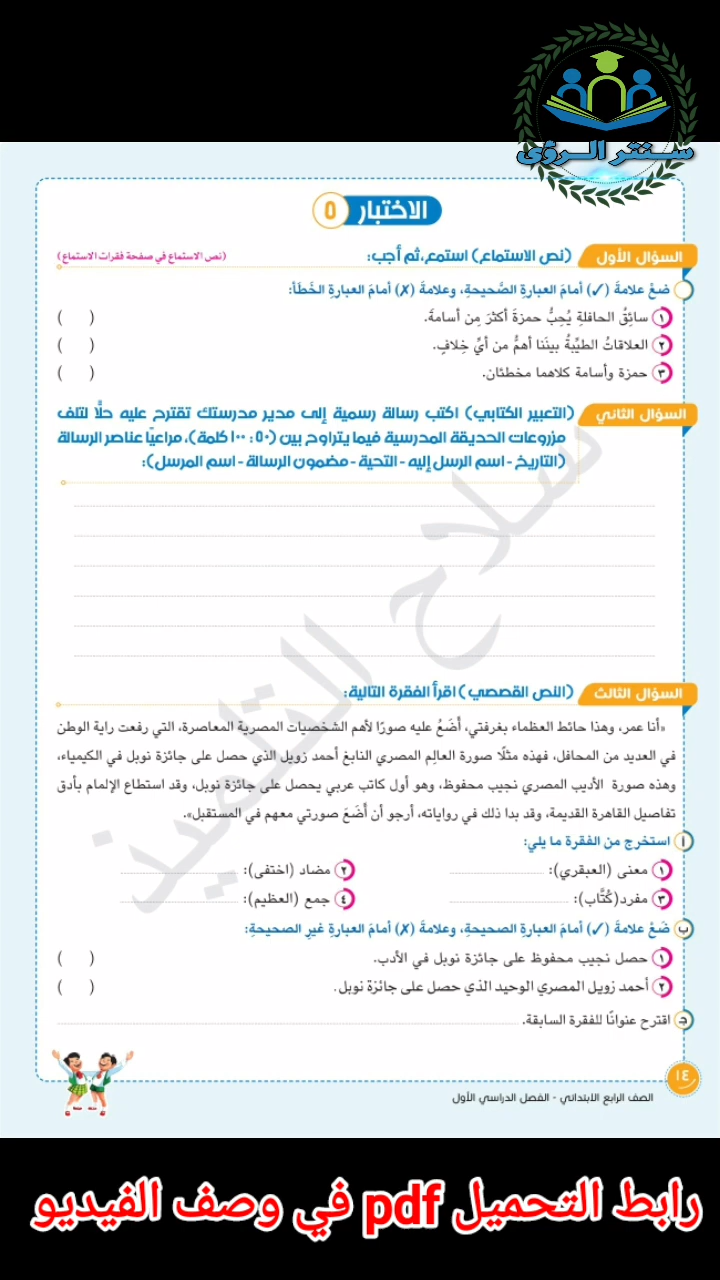 سنتر الرؤى
الاختبار ٥
السؤال الأول (نص الاستماع) استمع، ثم أجب: (نص الاستماع في صفحة فقرات الاستماع)
ضعْ علامةَ (✓) أمامَ العبارةِ الصَّحيحةِ، وعلامةَ (✗) أمامَ العبارةِ الخَطَأ:
١ سائِقُ الحافلةِ يُحِبُّ حمزةَ أكثرَ مِن أسامةَ. ( )
٢ العلاقاتُ الطيِّبةُ بينَنا أهمُّ من أيِّ خِلافٍ. ( )
٣ حمزة وأسامة كلاهما مخطئان. ( )
السؤال الثاني (التعبير الكتابي) اكتب رسالة رسمية إلى مدير مدرستك تقترح عليه حلًّا لتلف
مزروعات الحديقة المدرسية فيما يتراوح بين (٥٠ : ١٠٠ كلمة)، مراعيًا عناصر الرسالة
(التاريخ - اسم الرسل إليه - التحية - مضمون الرسالة - اسم المرسل):
سلاح التلميذ
السؤال الثالث (النص القصصي) اقرأ الفقرة التالية:
«أنا عمر، وهذا حائط العظماء بغرفتي، أَضَعُ عليه صورًا لأهم الشخصيات المصرية المعاصرة، التي رفعت راية الوطن
في العديد من المحافل، فهذه مثلًا صورة العالِم المصري النابغ أحمد زويل الذي حصل على جائزة نوبل في الكيمياء،
وهذه صورة الأديب المصري نجيب محفوظ، وهو أول كاتب عربي يحصل على جائزة نوبل، وقد استطاع الإلمام بأدق
تفاصيل القاهرة القديمة، وقد بدا ذلك في رواياته، أرجو أن أَضَعَ صورتي معهم في المستقبل».
أ استخرج من الفقرة ما يلي:
١ معنى (العبقري): ٢ مضاد (اختفى):
٣ مفرد(كُتَّاب): ٤ جمع (العظيم):
ب ضَعْ علامةَ (✓) أمامَ العبارةِ الصحيحةِ، وعلامةَ (✗) أمامَ العبارةِ غيرِ الصحيحةِ:
١ حصل نجيب محفوظ على جائزة نوبل في الأدب. ( )
٢ أحمد زويل المصري الوحيد الذي حصل على جائزة نوبل. ( )
جـ اقترح عنوانًا للفقرة السابقة.
١٤
الصف الرابع الابتدائي - الفصل الدراسي الأول
رابط التحميل pdf في وصف الفيديو